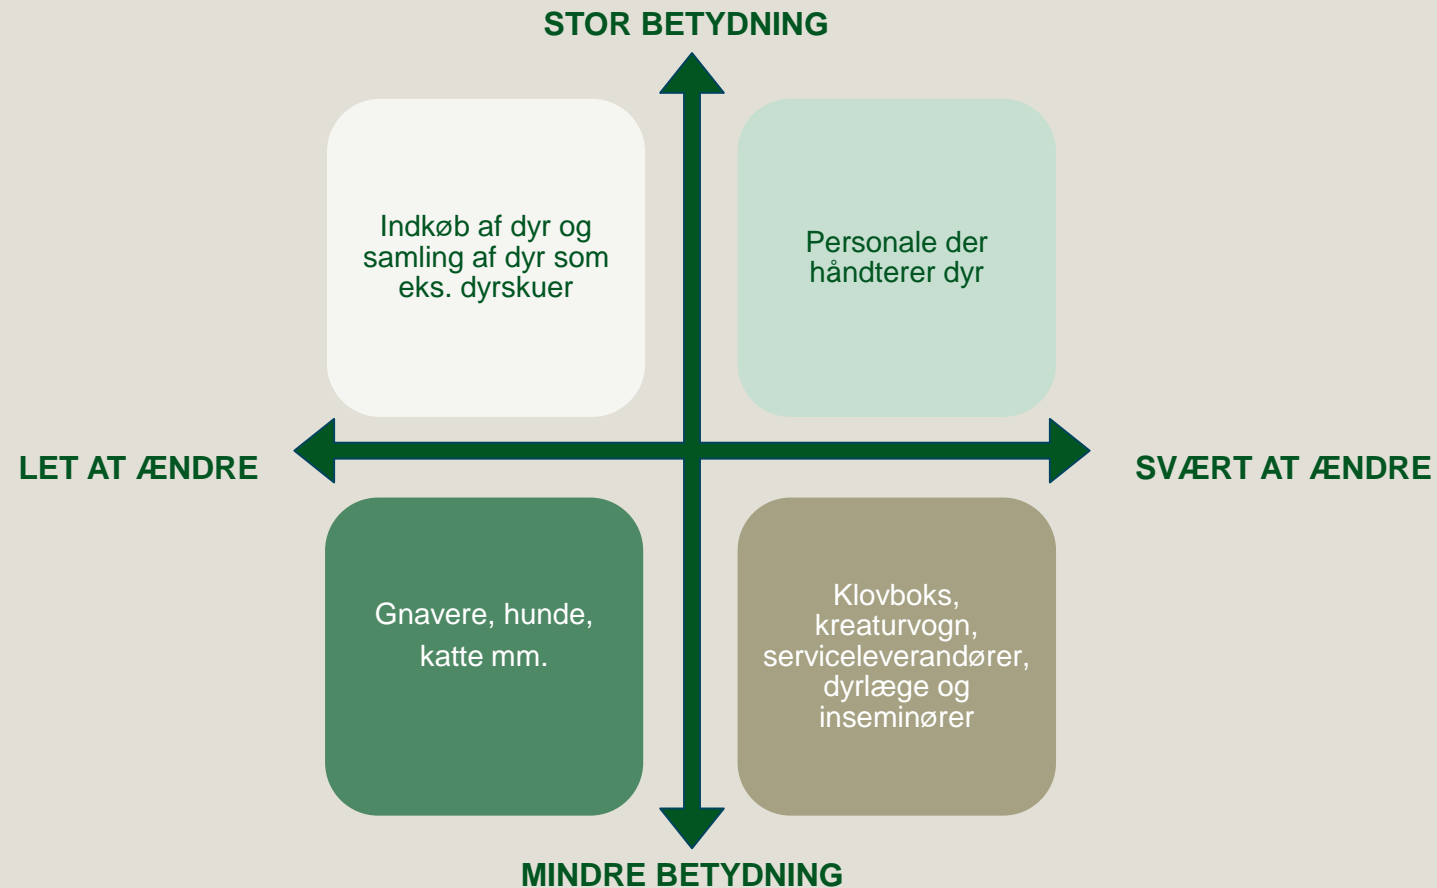 STOR BETYDNING
Indkøb af dyr og
samling af dyr som
eks. dyrskuer
Personale der
håndterer dyr
LET AT ÆNDRE
SVÆRT AT ÆNDRE
Gnavere, hunde,
katte mm.
Klovboks,
kreaturvogn,
serviceleverandører,
dyrlæge og
inseminører
MINDRE BETYDNING